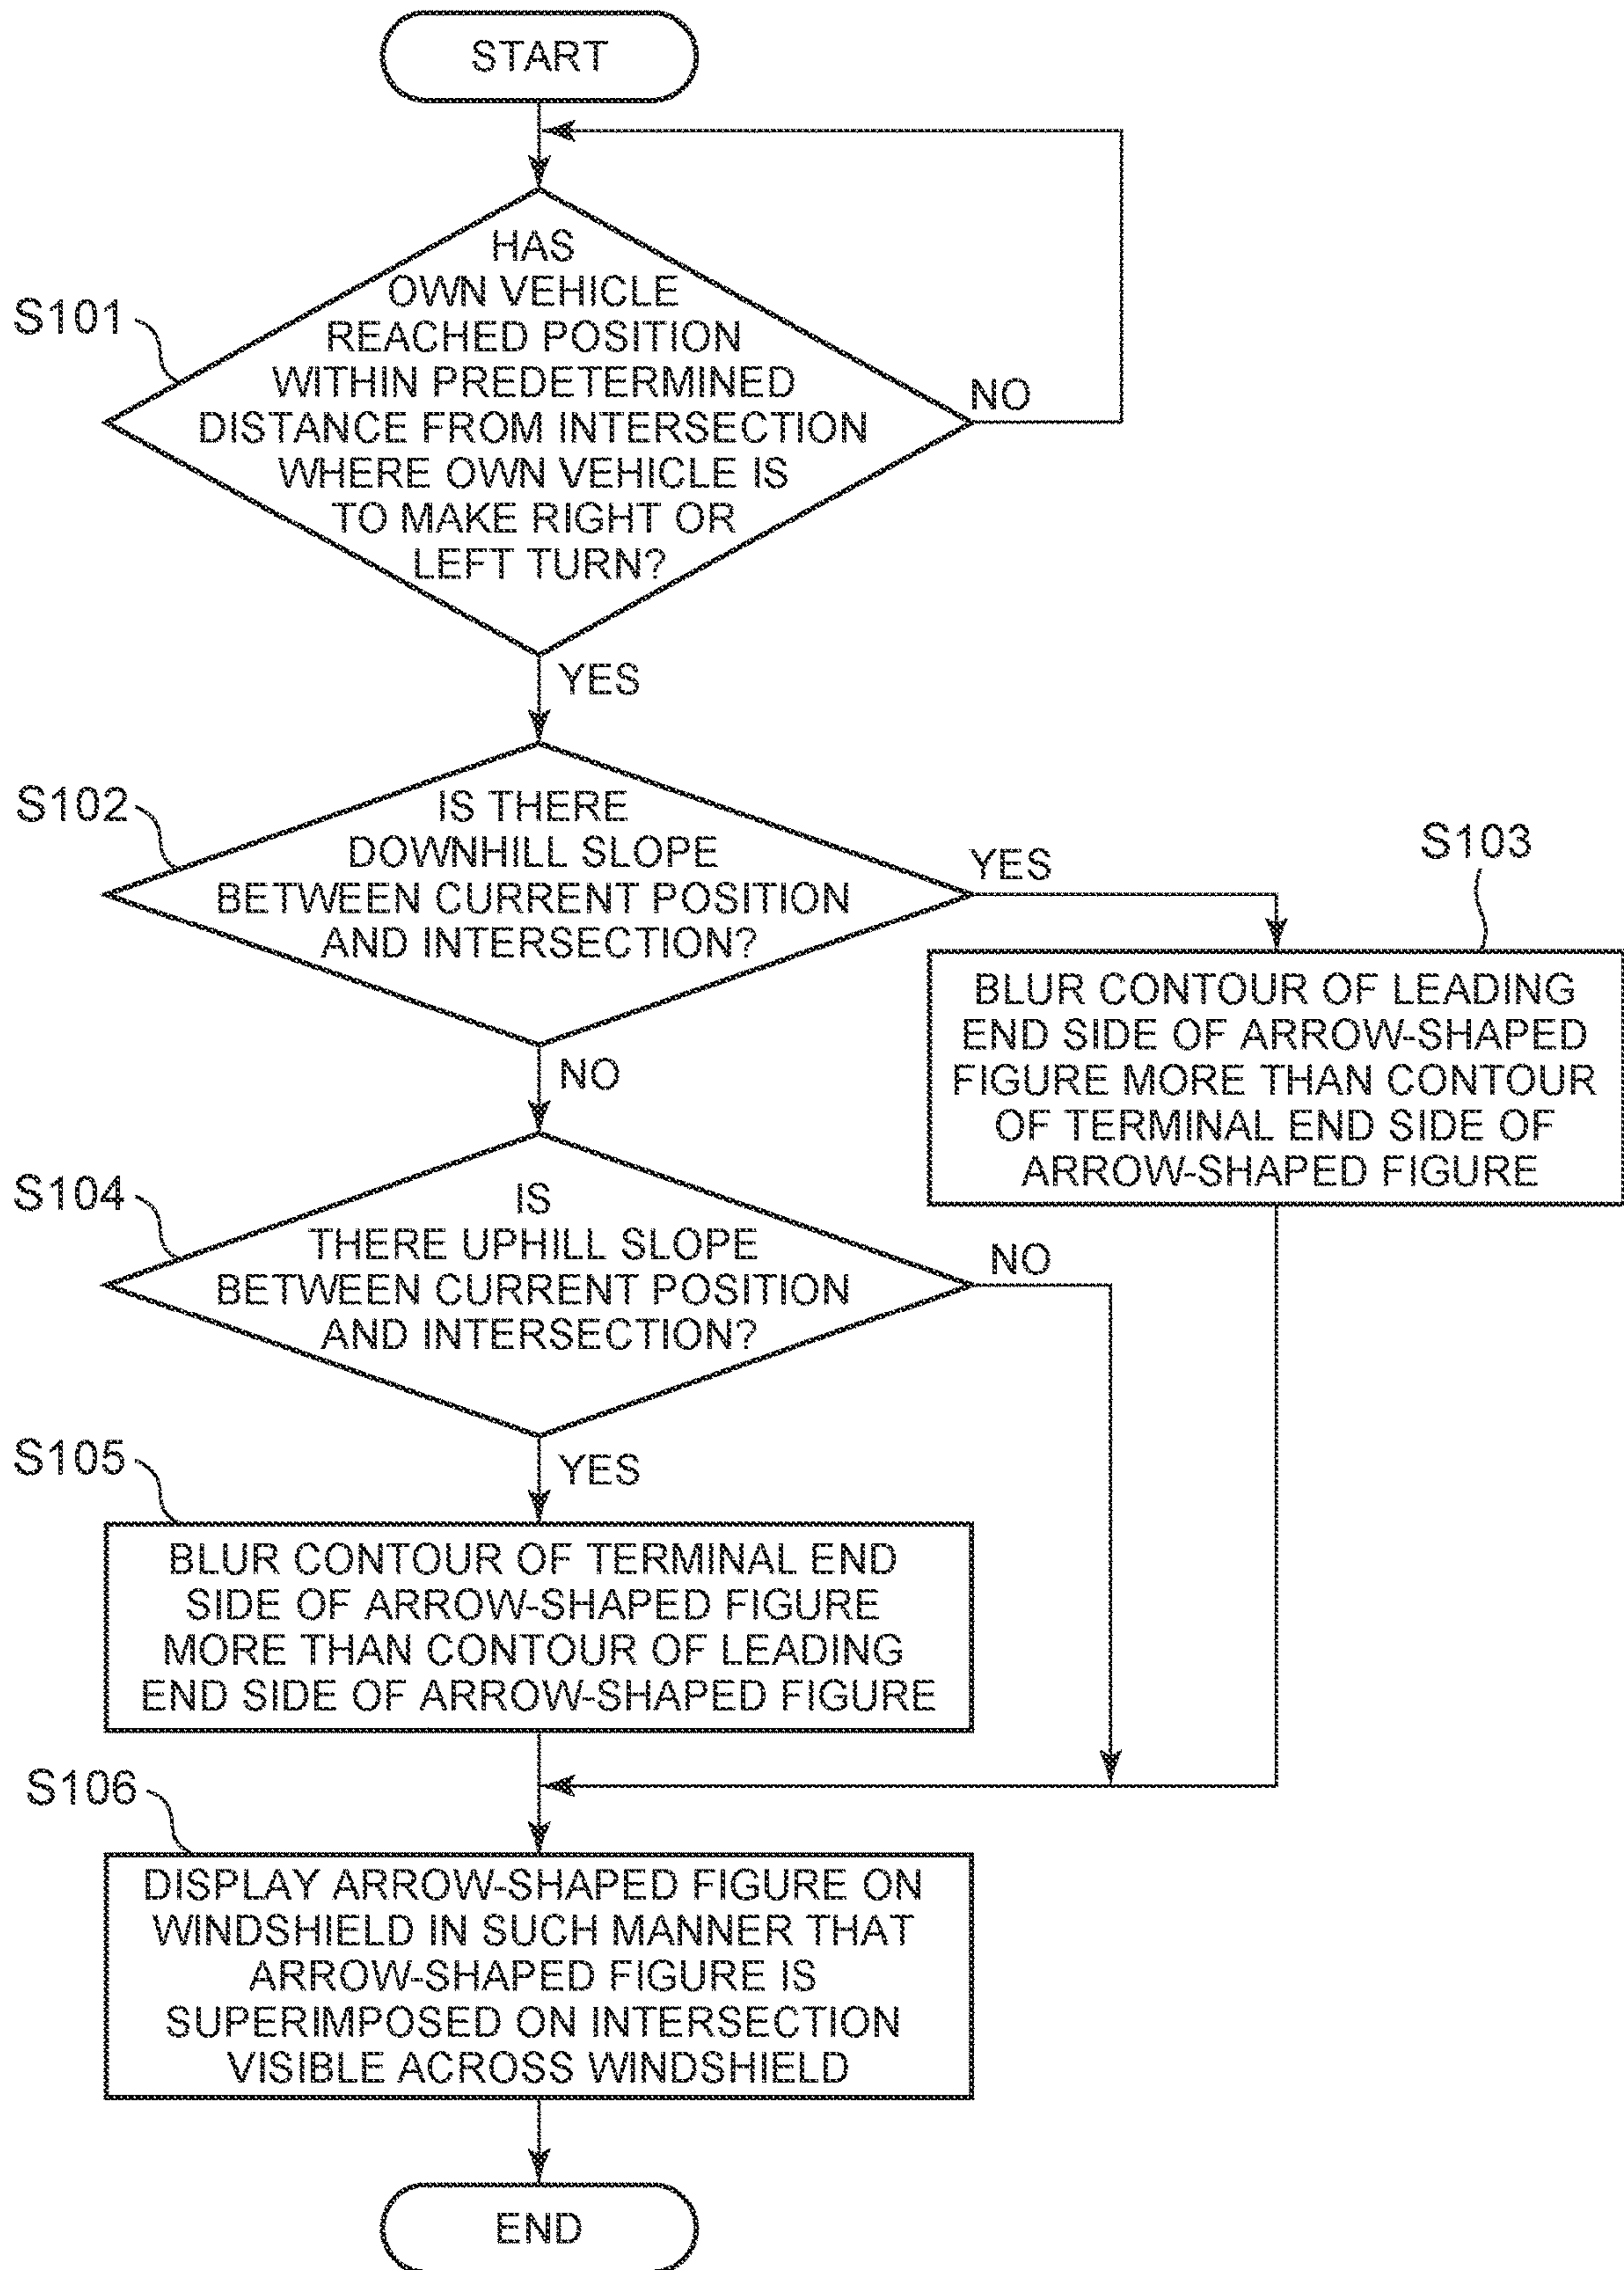 START
S101
HAS
OWN VEHICLE
REACHED POSITION
WITHIN PREDETERMINED
DISTANCE FROM INTERSECTION
WHERE OWN VEHICLE IS
TO MAKE RIGHT OR
LEFT TURN?
NO
YES
S102
IS THERE
DOWNHILL SLOPE
BETWEEN CURRENT POSITION
AND INTERSECTION?
YES
NO
S103
BLUR CONTOUR OF LEADING
END SIDE OF ARROW-SHAPED
FIGURE MORE THAN CONTOUR
OF TERMINAL END SIDE OF
ARROW-SHAPED FIGURE
S104
IS
THERE UPHILL SLOPE
BETWEEN CURRENT POSITION
AND INTERSECTION?
NO
YES
S105
BLUR CONTOUR OF TERMINAL END
SIDE OF ARROW-SHAPED FIGURE
MORE THAN CONTOUR OF LEADING
END SIDE OF ARROW-SHAPED FIGURE
S106
DISPLAY ARROW-SHAPED FIGURE ON
WINDSHIELD IN SUCH MANNER THAT
ARROW-SHAPED FIGURE IS
SUPERIMPOSED ON INTERSECTION
VISIBLE ACROSS WINDSHIELD
END